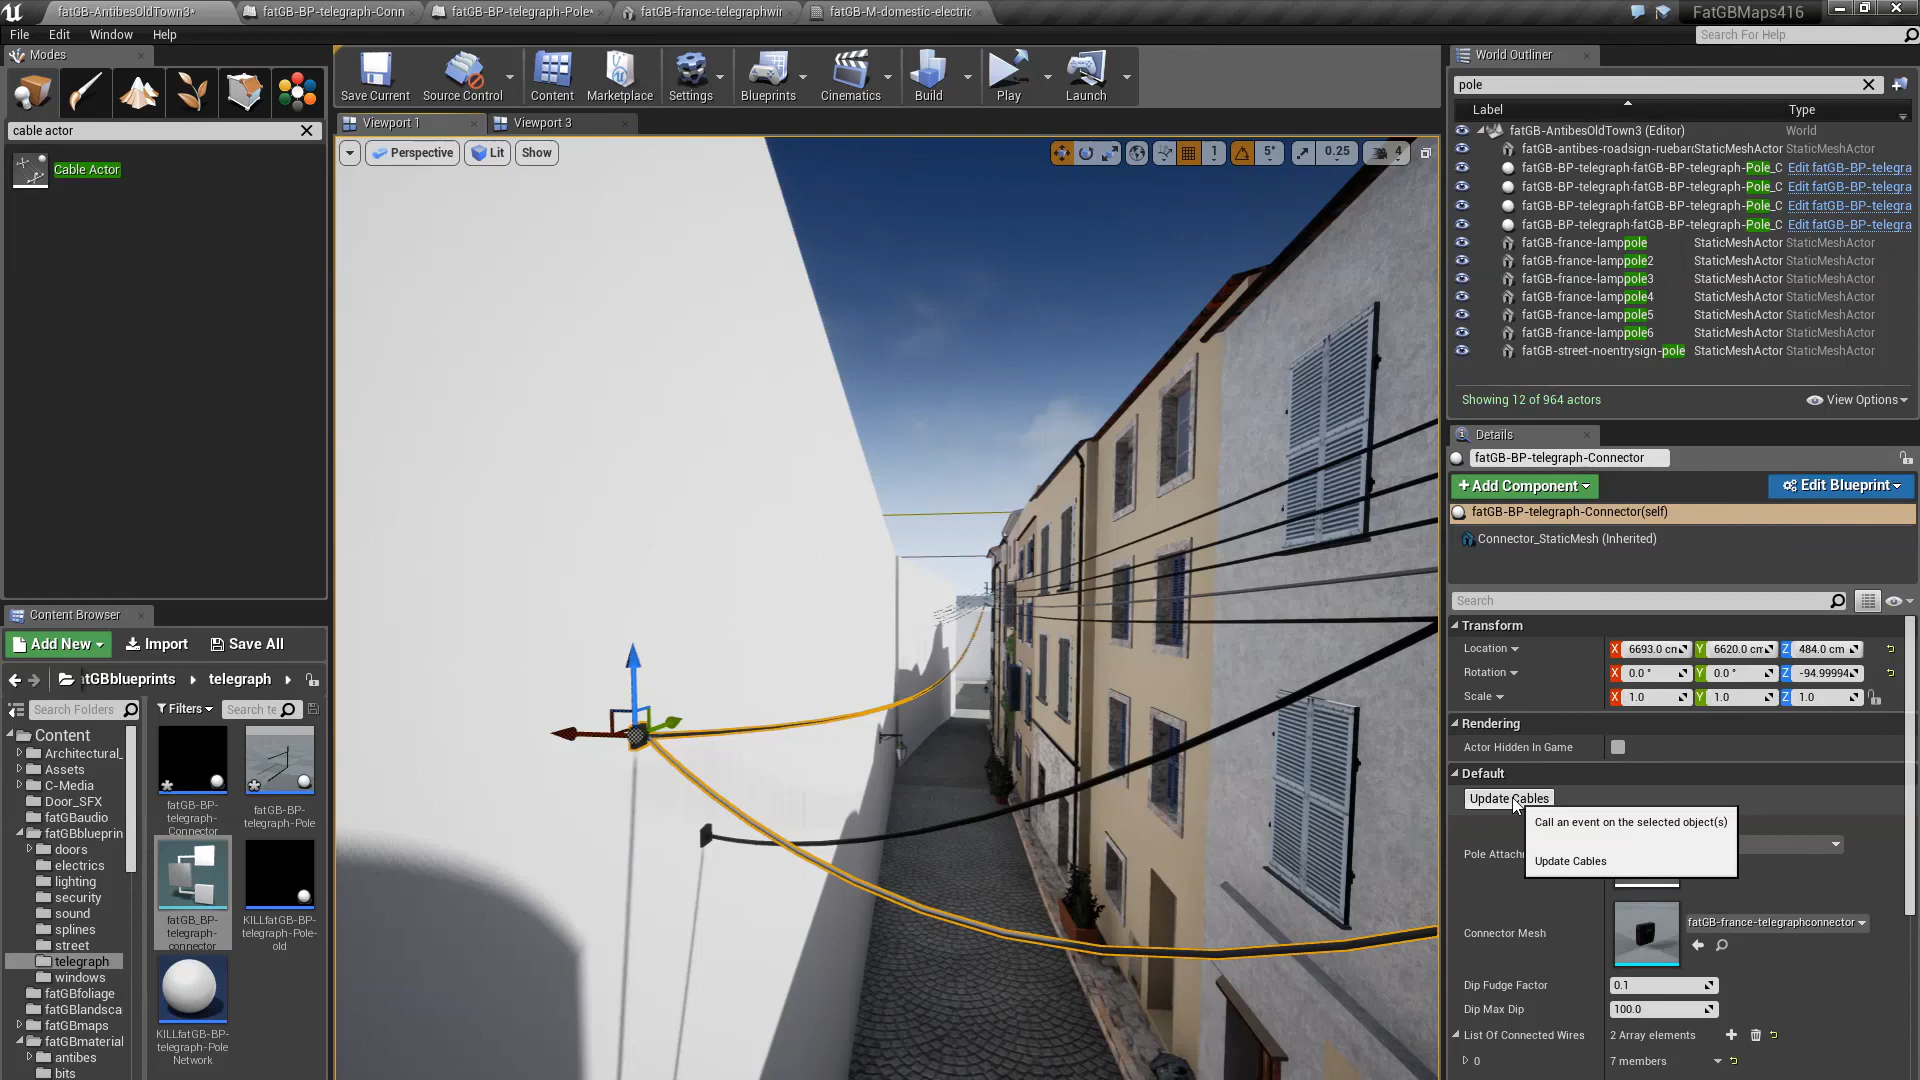 fatGB-AntibesOldTown3*
fatGB-BP-telegraph-Conn
fatGB-BP-telegraph-Pole*
fatGB-france-telegraphwir
fatGB-M-domestic-electric
FatGBMaps416
File Edit Window Help
Search For Help
Modes
cable actor
Cable Actor
Save Current
Source Control
Content
Marketplace
Settings
Blueprints
Cinematics
Build
Play
Launch
Viewport 1
Viewport 3
Perspective
Lit
Show
1
5°
0.25
4
World Outliner
pole
Label Type
fatGB-AntibesOldTown3 (Editor) World
fatGB-antibes-roadsign-ruebar StaticMeshActor StaticMeshActor
fatGB-BP-telegraph-fatGB-BP-telegraph-Pole_C Edit fatGB-BP-telegra
fatGB-BP-telegraph-fatGB-BP-telegraph-Pole_C Edit fatGB-BP-telegra
fatGB-BP-telegraph-fatGB-BP-telegraph-Pole_C Edit fatGB-BP-telegra
fatGB-BP-telegraph-fatGB-BP-telegraph-Pole_C Edit fatGB-BP-telegra
fatGB-france-lamppole StaticMeshActor StaticMeshActor
fatGB-france-lamppole2 StaticMeshActor StaticMeshActor
fatGB-france-lamppole3 StaticMeshActor StaticMeshActor
fatGB-france-lamppole4 StaticMeshActor StaticMeshActor
fatGB-france-lamppole5 StaticMeshActor StaticMeshActor
fatGB-france-lamppole6 StaticMeshActor StaticMeshActor
fatGB-street-noentrysign-pole StaticMeshActor StaticMeshActor
Showing 12 of 964 actors
View Options
Details
fatGB-BP-telegraph-Connector
+Add Component
Edit Blueprint
fatGB-BP-telegraph-Connector(self)
Connector_StaticMesh (Inherited)
Search
Transform
Location X 6693.0 cm Y 6620.0 cm Z 484.0 cm
Rotation X 0.0 ° Y 0.0 ° Z -94.99994
Scale X 1.0 Y 1.0 Z 1.0
Rendering
Actor Hidden In Game
Default
Update Cables
Call an event on the selected object(s)
Update Cables
Pole Attachm
Connector Mesh
fatGB-france-telegraphconnector
Dip Fudge Factor 0.1
Dip Max Dip 100.0
List Of Connected Wires 2 Array elements
0 7 members
Content Browser
Add New
Import
Save All
atGBblueprints
telegraph
Search Folders
Filters
Search te
Content
Architectural_
Assets
C-Media
Door_SFX
fatGBaudio
fatGBblueprin
doors
electrics
lighting
security
sound
splines
street
telegraph
windows
fatGBfoliage
fatGBlandsca
fatGBmaps
fatGBmaterial
antibes
bits
fatGB-BP-
telegraph-
Connector
fatGB-BP-
telegraph-Pole
fatGB_BP-
telegraph-
connector
KILLfatGB-BP-
telegraph-Pole-
old
KILLfatGB-BP-
telegraph-Pole
Network